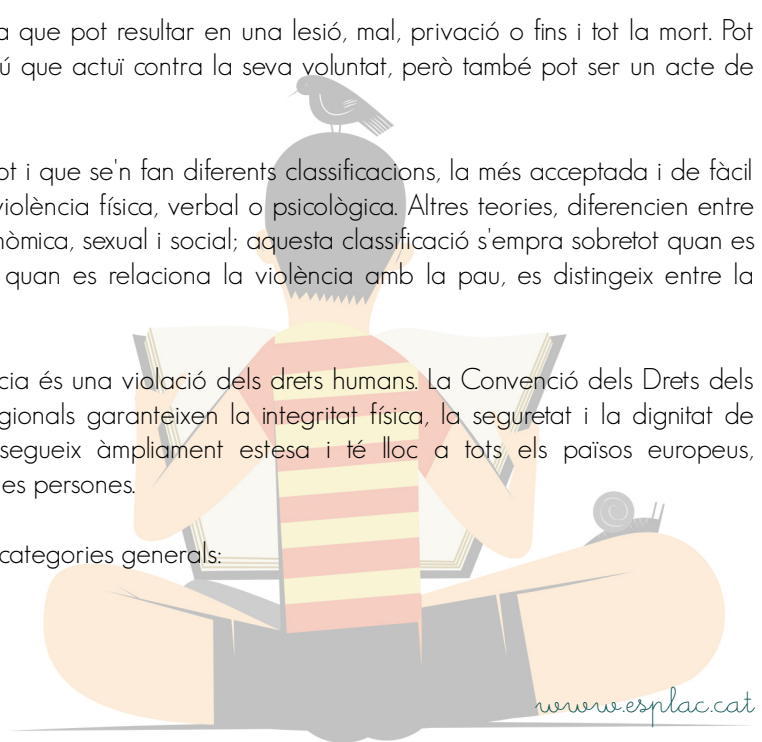 a que pot resultar en una lesió, mal, privació o fins i tot la mort. Pot
ú que actuï contra la seva voluntat, però també pot ser un acte de
ot i que se'n fan diferents classificacions, la més acceptada i de fàcil
violència física, verbal o psicològica. Altres teories, diferencien entre
nòmica, sexual i social; aquesta classificació s'empra sobretot quan es
quan es relaciona la violència amb la pau, es distingeix entre la
cia és una violació dels drets humans. La Convenció dels Drets dels
gionals garanteixen la integritat física, la seguretat i la dignitat de
segueix àmpliament estesa i té lloc a tots els països europeus,
es persones.
categories generals:
www.esplac.cat